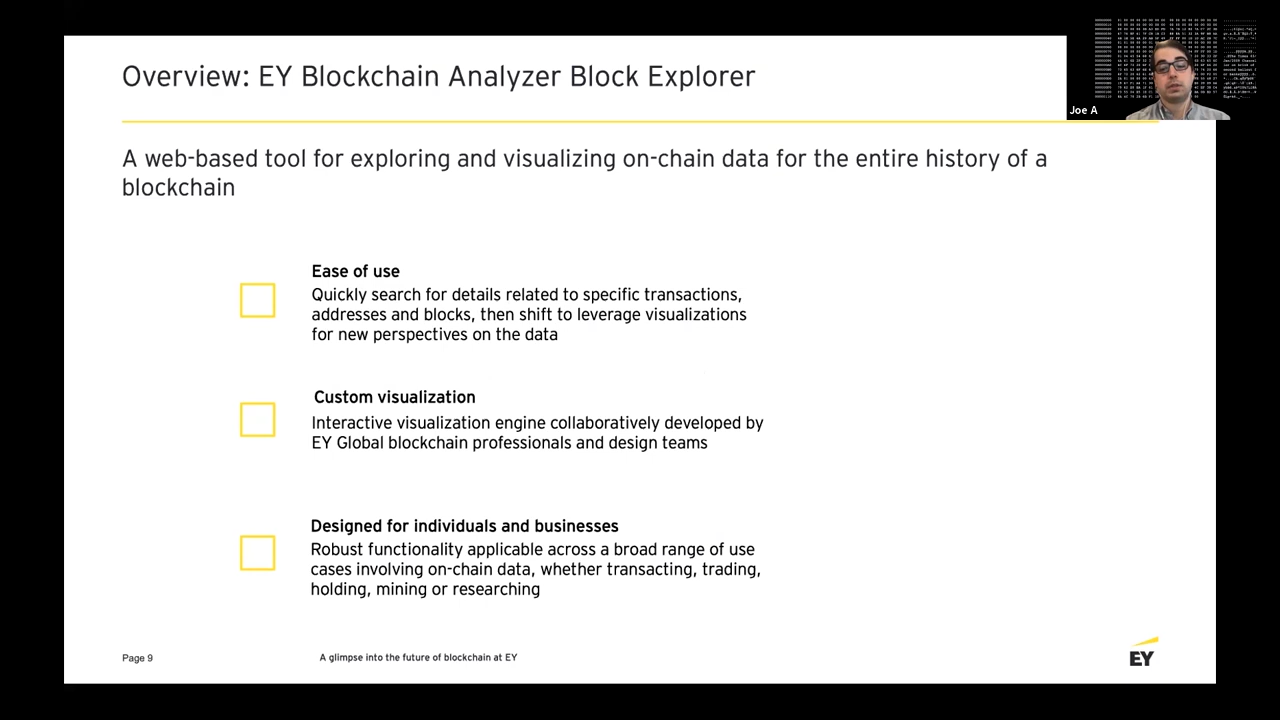 Overview: EY Blockchain Analyzer Block Explorer
Joe A
A web-based tool for exploring and visualizing on-chain data for the entire history of a
blockchain
Ease of use
Quickly search for details related to specific transactions,
addresses and blocks, then shift to leverage visualizations
for new perspectives on the data
Custom visualization
Interactive visualization engine collaboratively developed by
EY Global blockchain professionals and design teams
Designed for individuals and businesses
Robust functionality applicable across a broad range of use
cases involving on-chain data, whether transacting, trading,
holding, mining or researching
Page 9
A glimpse into the future of blockchain at EY
EY